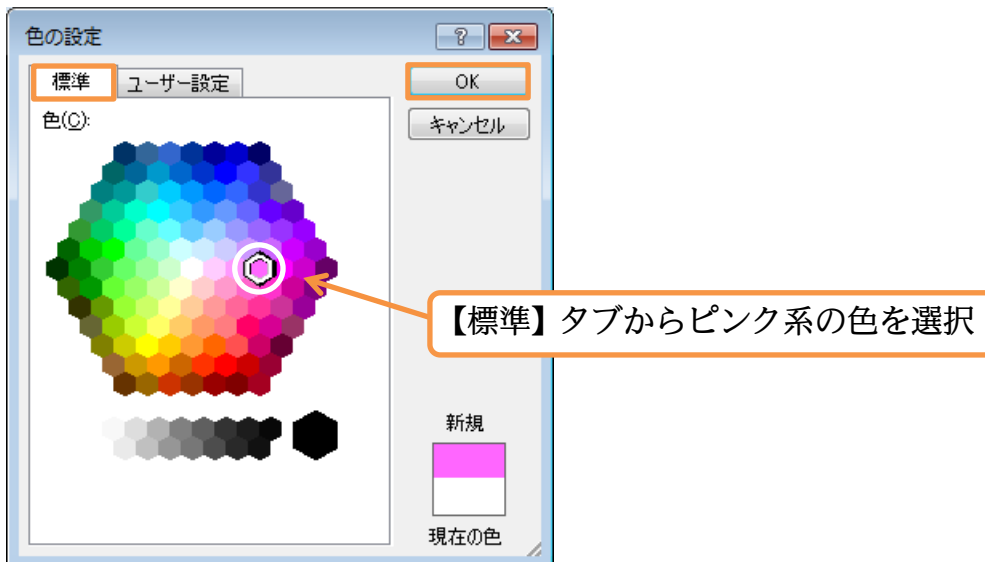 色の設定
標準 ユーザー設定
OK
色(C):
キャンセル
【標準】タブからピンク系の色を選択
新規
現在の色